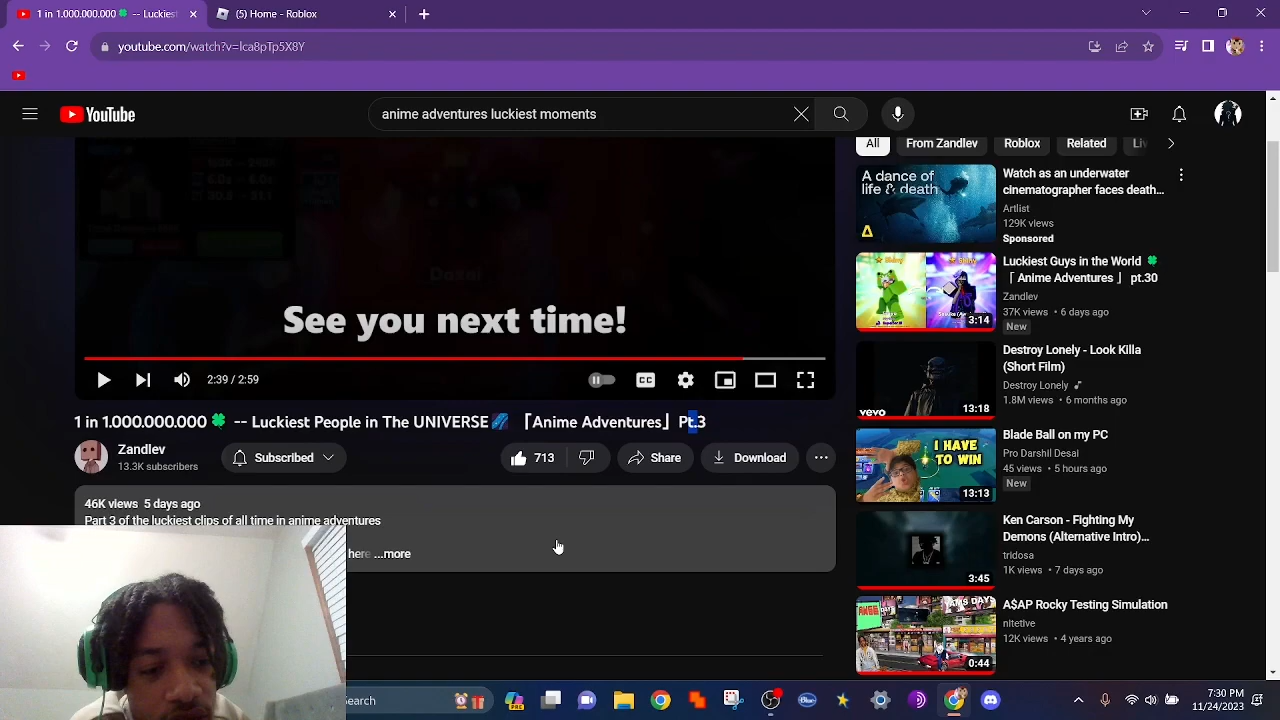 1 in 1.000.000.000 🍀 -- Luckiest
Anime Home - Roblox
youtube.com/watch?v=Ica8pTp5X8Y
YouTube
anime adventures luckiest moments
All
From Zandlev
Roblox
Related
Liv
Dazai
See you next time!
2:39 / 2:59
1 in 1.000.000.000 🍀 -- Luckiest People in The UNIVERSE🌌 「Anime Adventures」 Pt.3
Zandlev
13.3K subscribers
Subscribed
713
Share
Download
46K views 5 days ago
Part 3 of the luckiest clips of all time in anime adventures
here ...more
A dance of
life & death
Watch as an underwater
cinematographer faces death...
Artlist
129K views
Sponsored
Shiny
Shiny
3:14
Luckiest Guys in the World 🍀
「 Anime Adventures 」 pt.30
Zandlev
37K views • 6 days ago
New
vevo
13:18
Destroy Lonely - Look Killa
(Short Film)
Destroy Lonely
1.8M views • 6 months ago
I HAVE
TO WIN
13:13
Blade Ball on my PC
Pro Darshil Desai
45 views • 5 hours ago
New
3:45
Ken Carson - Fighting My
Demons (Alternative Intro)...
tridosa
1K views • 7 days ago
0:44
A$AP Rocky Testing Simulation
nitetive
12K views • 4 years ago
Search
PRE
7:30 PM
11/24/2023